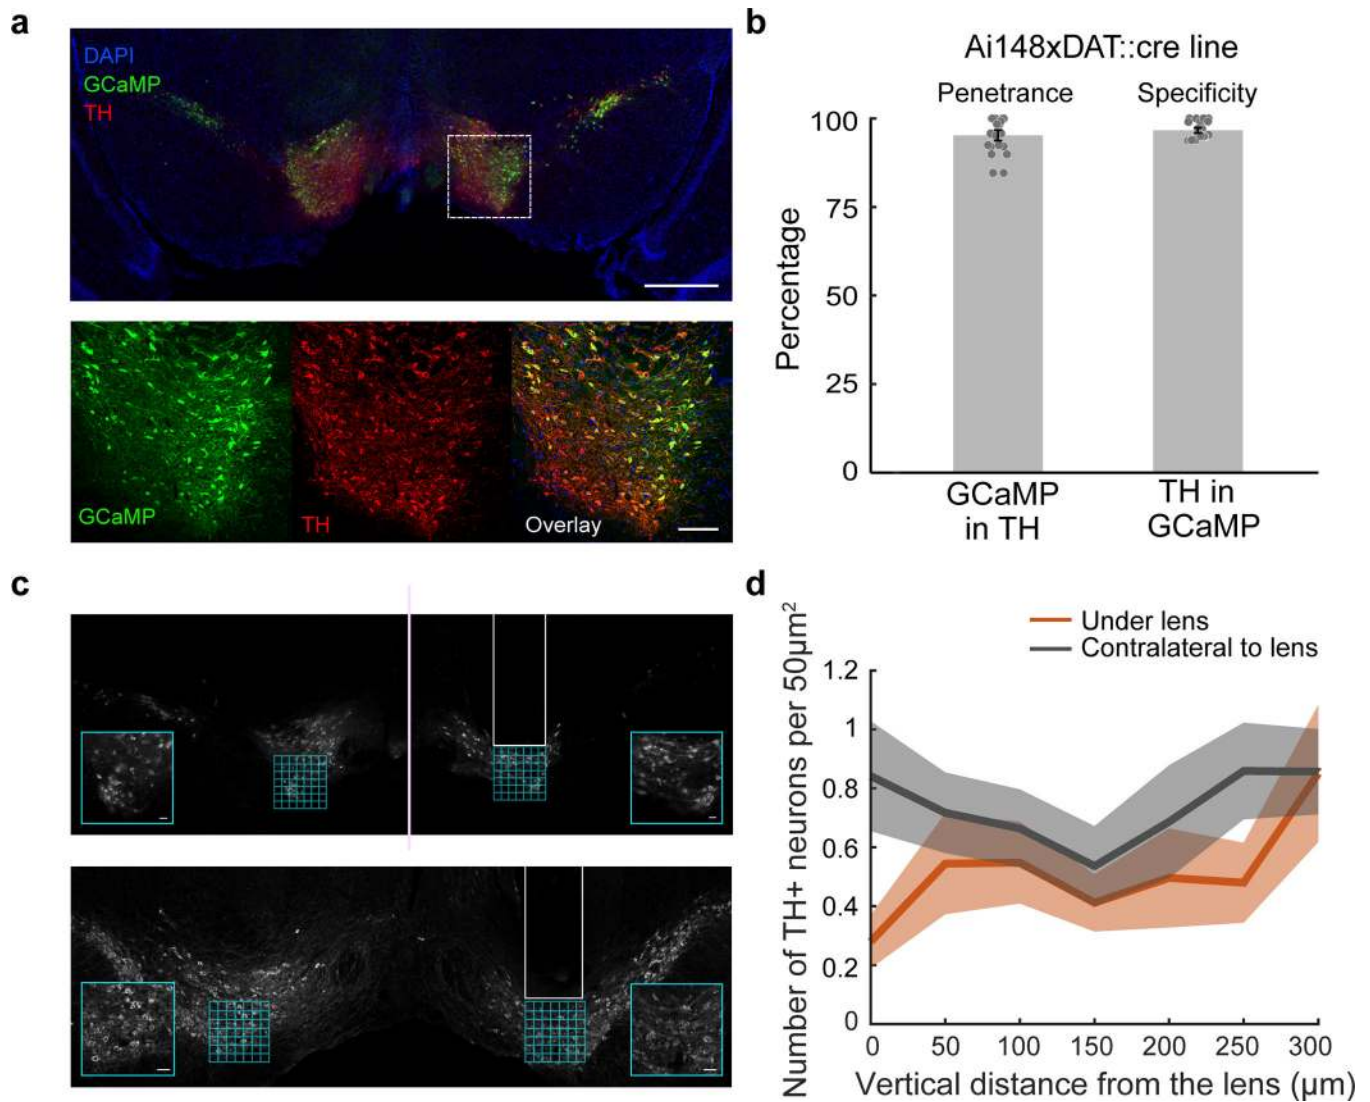 a
DAPI
GCaMP
TH
GCaMP
TH
Overlay
b
Ai148xDAT::cre line
Penetrance
Specificity
100
75
50
25
0
Percentage
GCaMP
in TH
TH in
GCaMP
c
d
Under lens
Contralateral to lens
Number of TH+ neurons per 50µm²
1.2
1
0.8
0.6
0.4
0.2
0
0 50 100 150 200 250 300
Vertical distance from the lens (µm)